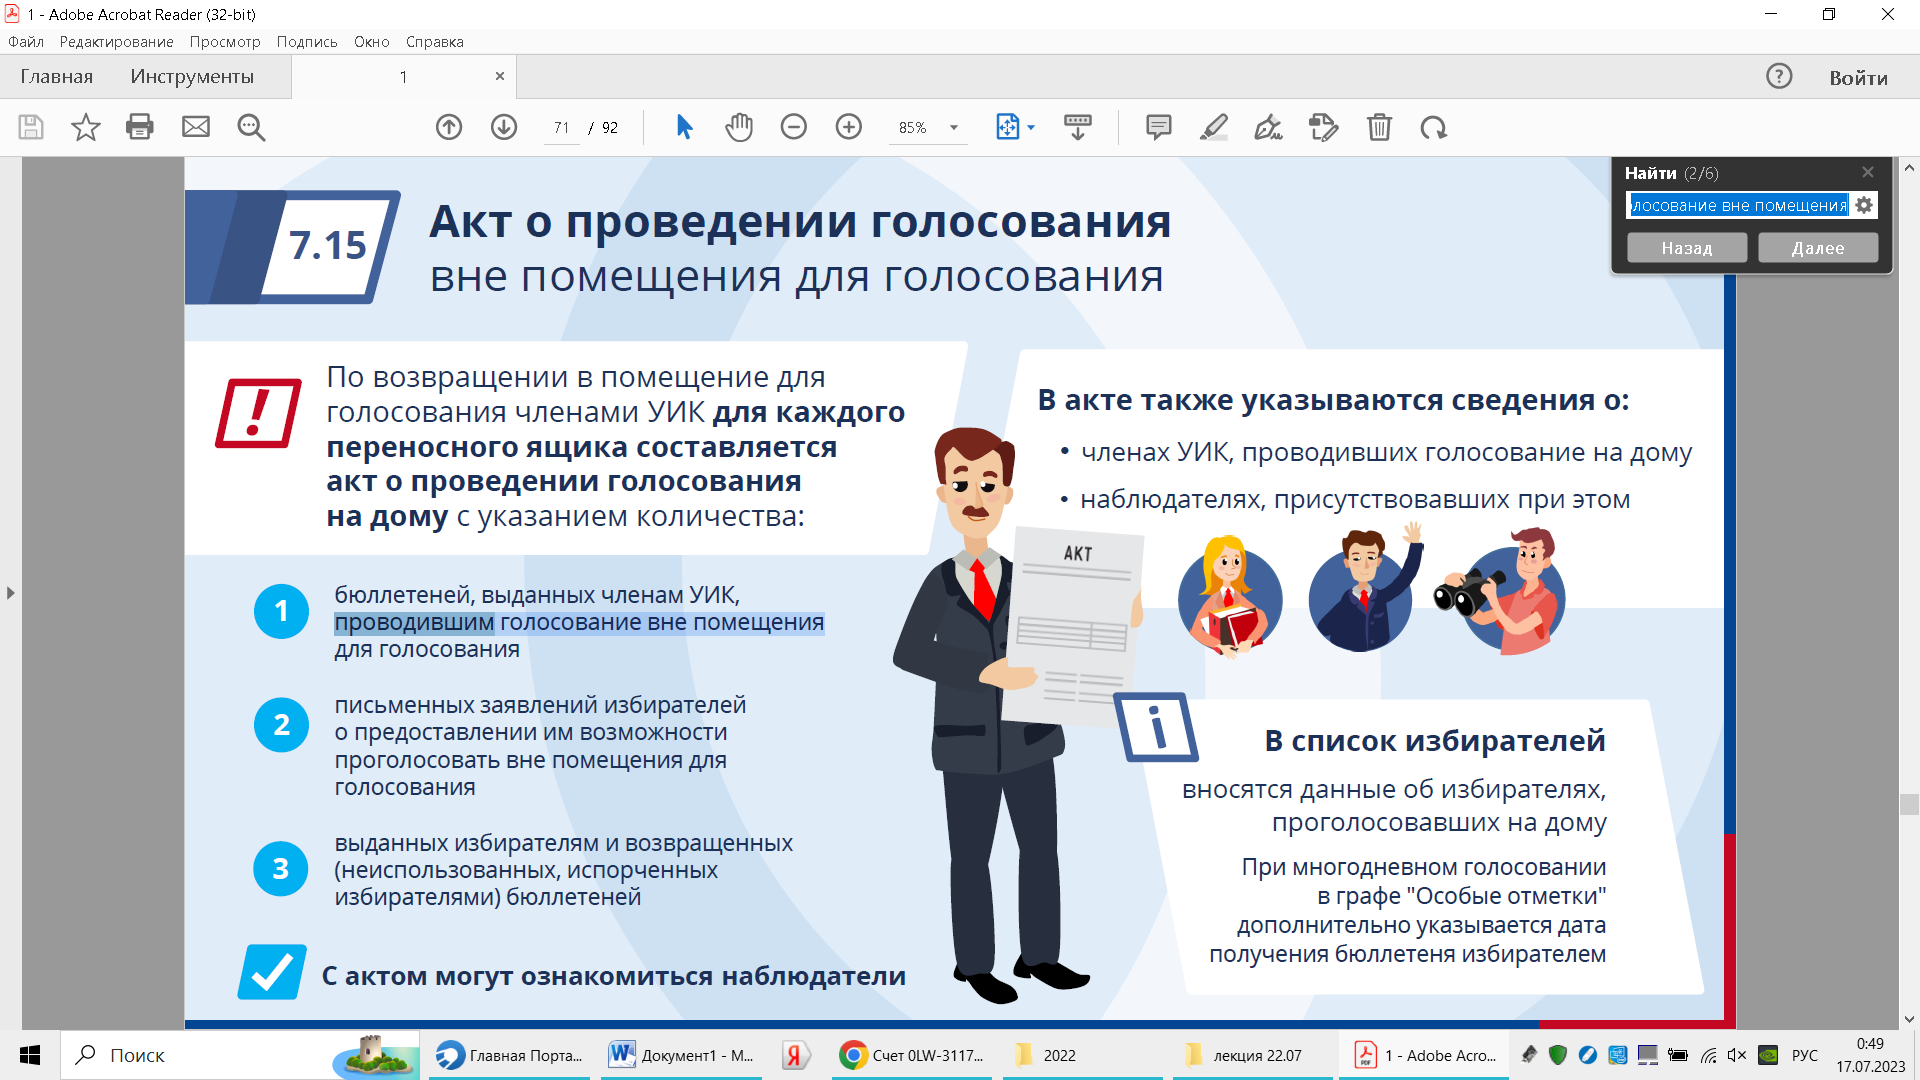 1 - Adobe Acrobat Reader (32-bit)
Файл Редактирование Просмотр Подпись Окно Справка
Главная Инструменты 1 Войти
71 / 92 85%
Найти (2/6)
лосование вне помещения
Назад Далее
7.15
Акт о проведении голосования
вне помещения для голосования
По возвращении в помещение для
голосования членами УИК для каждого
переносного ящика составляется
акт о проведении голосования
на дому с указанием количества:
1
бюллетеней, выданных членам УИК,
проводившим голосование вне помещения
для голосования
2
письменных заявлений избирателей
о предоставлении им возможности
проголосовать вне помещения для
голосования
3
выданных избирателям и возвращенных
(неиспользованных, испорченных
избирателями) бюллетеней
С актом могут ознакомиться наблюдатели
АКТ
В акте также указываются сведения о:
• членах УИК, проводивших голосование на дому
• наблюдателях, присутствовавших при этом
i
В список избирателей
вносятся данные об избирателях,
проголосовавших на дому
При многодневном голосовании
в графе "Особые отметки"
дополнительно указывается дата
получения бюллетеня избирателем
Поиск
Главная Порта...
Документ1 - М...
Я
Счет 0LW-3117...
2022
лекция 22.07
1 - Adobe Acro...
РУС
0:49
17.07.2023